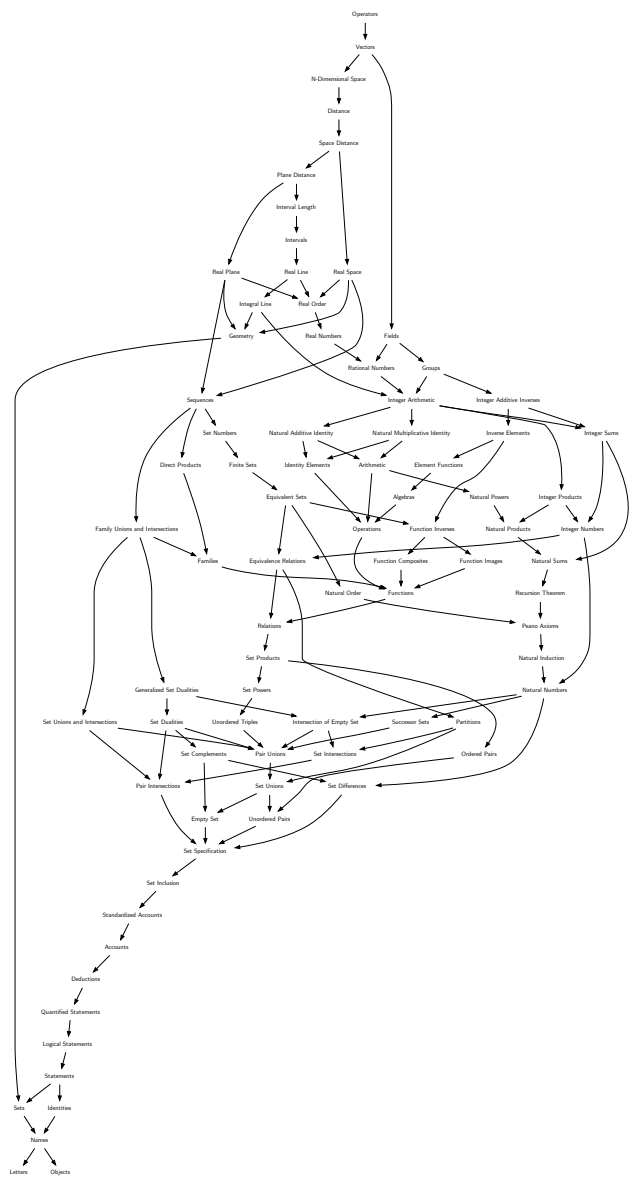 Operators
Vectors
N-Dimensional Space
Distance
Space Distance
Plane Distance
Interval Length
Intervals
Real Plane
Real Line
Real Space
Integral Line
Real Order
Geometry
Real Numbers
Fields
Rational Numbers
Groups
Sequences
Integer Arithmetic
Integer Additive Inverses
Set Numbers
Natural Additive Identity
Natural Multiplicative Identity
Inverse Elements
Integer Sums
Direct Products
Finite Sets
Identity Elements
Arithmetic
Element Functions
Equivalent Sets
Algebras
Natural Powers
Integer Products
Family Unions and Intersections
Operations
Function Inverses
Natural Products
Integer Numbers
Families
Equivalence Relations
Function Composites
Function Images
Natural Sums
Natural Order
Functions
Recursion Theorem
Relations
Peano Axioms
Set Products
Natural Induction
Generalized Set Dualities
Set Powers
Natural Numbers
Set Unions and Intersections
Set Dualities
Unordered Triples
Intersection of Empty Set
Successor Sets
Partitions
Set Complements
Pair Unions
Set Intersections
Ordered Pairs
Pair Intersections
Set Unions
Set Differences
Empty Set
Unordered Pairs
Set Specification
Set Inclusion
Standardized Accounts
Accounts
Deductions
Quantified Statements
Logical Statements
Statements
Sets
Identities
Names
Letters
Objects